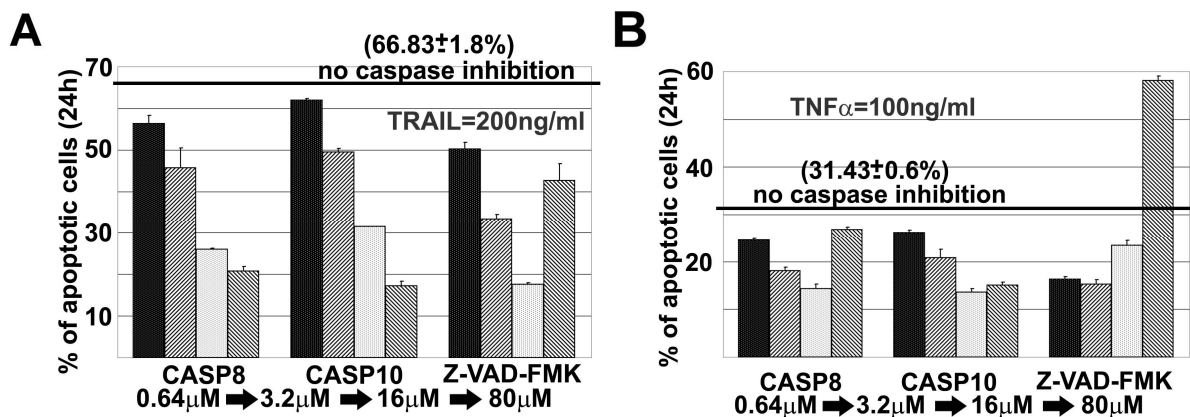 A
(66.83±1.8%)
no caspase inhibition
TRAIL=200ng/ml
% of apoptotic cells (24h)
70
50
30
10
CASP8 CASP10 Z-VAD-FMK
0.64μM 3.2μM 16μM 80μM
B
TNFα=100ng/ml
(31.43±0.6%)
no caspase inhibition
% of apoptotic cells (24h)
60
40
20
CASP8 CASP10 Z-VAD-FMK
0.64μM 3.2μM 16μM 80μM